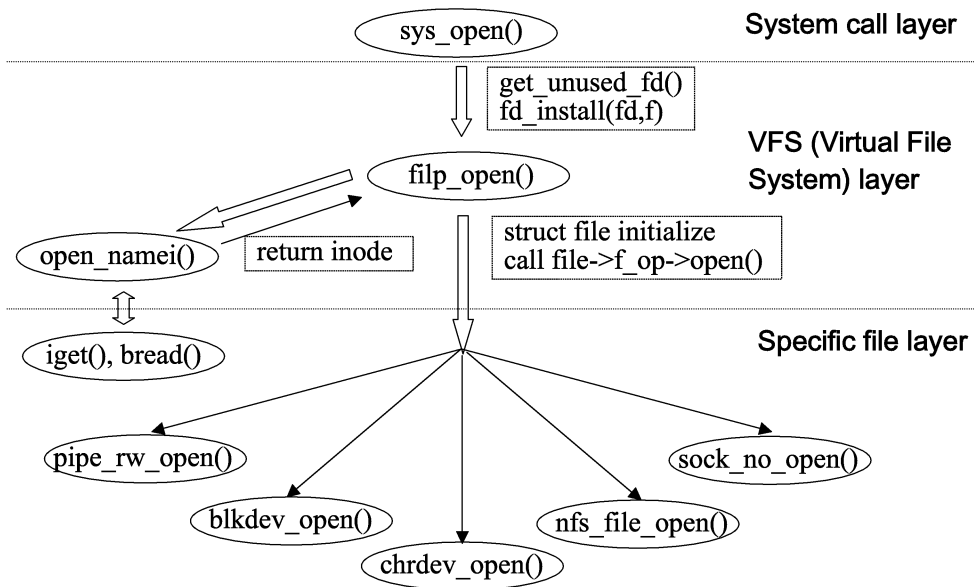 sys_open()
System call layer
get_unused_fd()
fd_install(fd,f)
VFS (Virtual File
System) layer
filp_open()
open_namei()
return inode
struct file initialize
call file->f_op->open()
iget(), bread()
Specific file layer
pipe_rw_open()
sock_no_open()
blkdev_open()
nfs_file_open()
chrdev_open()